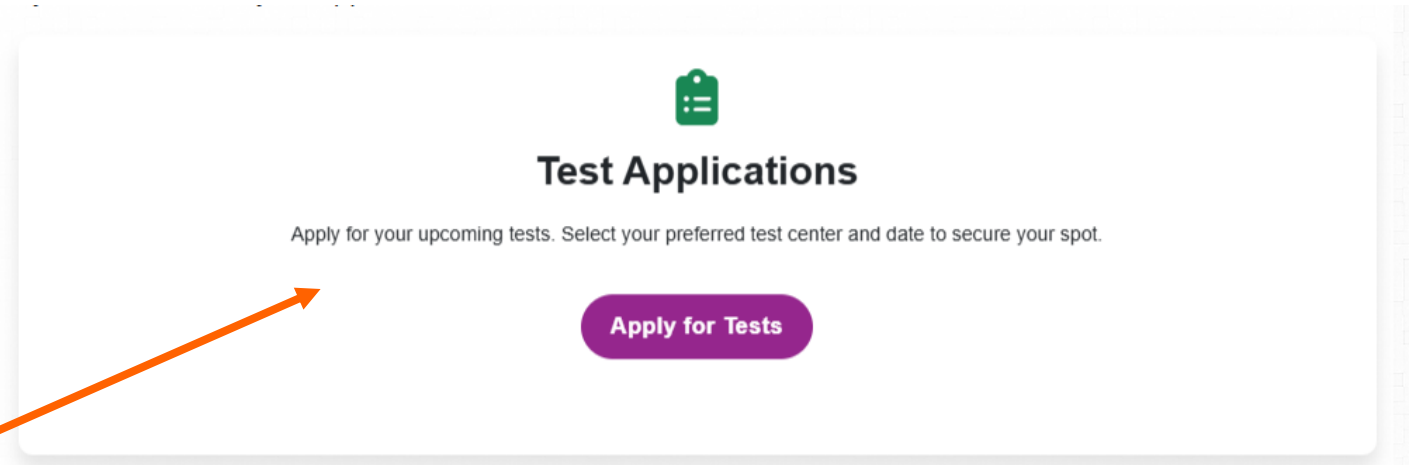 Test Applications
Apply for your upcoming tests. Select your preferred test center and date to secure your spot.
Apply for Tests